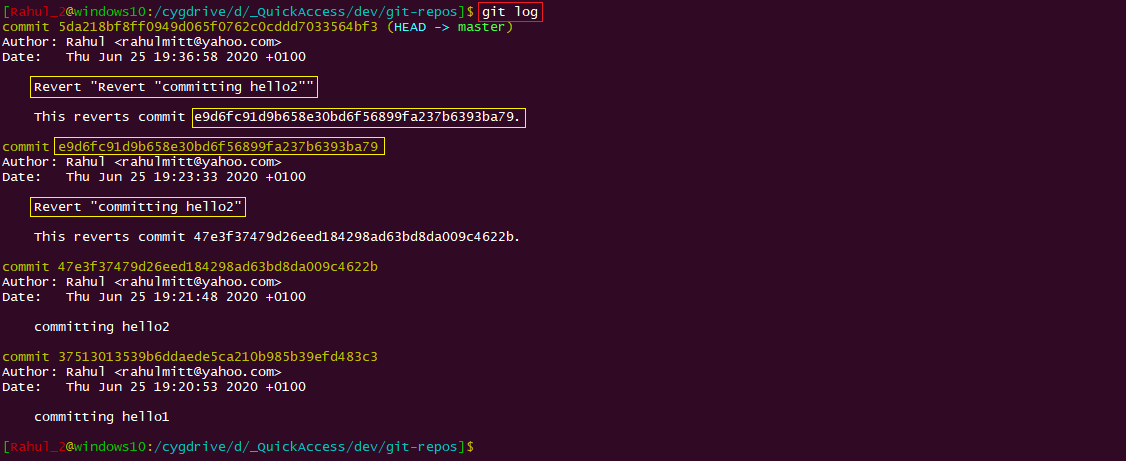 [Rahul_2@windows10:/cygdrive/d/_QuickAccess/dev/git-repos]$ git log
commit 5da218bf8ff0949d065f0762c0cddd7033564bf3 (HEAD -> master)
Author: Rahul <rahulmitt@yahoo.com>
Date:   Thu Jun 25 19:36:58 2020 +0100
Revert "Revert "committing hello2""
This reverts commit e9d6fc91d9b658e30bd6f56899fa237b6393ba79.
commit e9d6fc91d9b658e30bd6f56899fa237b6393ba79
Author: Rahul <rahulmitt@yahoo.com>
Date:   Thu Jun 25 19:23:33 2020 +0100
Revert "committing hello2"
This reverts commit 47e3f37479d26eed184298ad63bd8da009c4622b.
commit 47e3f37479d26eed184298ad63bd8da009c4622b
Author: Rahul <rahulmitt@yahoo.com>
Date:   Thu Jun 25 19:21:48 2020 +0100
committing hello2
commit 37513013539b6ddaede5ca210b985b39efd483c3
Author: Rahul <rahulmitt@yahoo.com>
Date:   Thu Jun 25 19:20:53 2020 +0100
committing hello1
[Rahul_2@windows10:/cygdrive/d/_QuickAccess/dev/git-repos]$